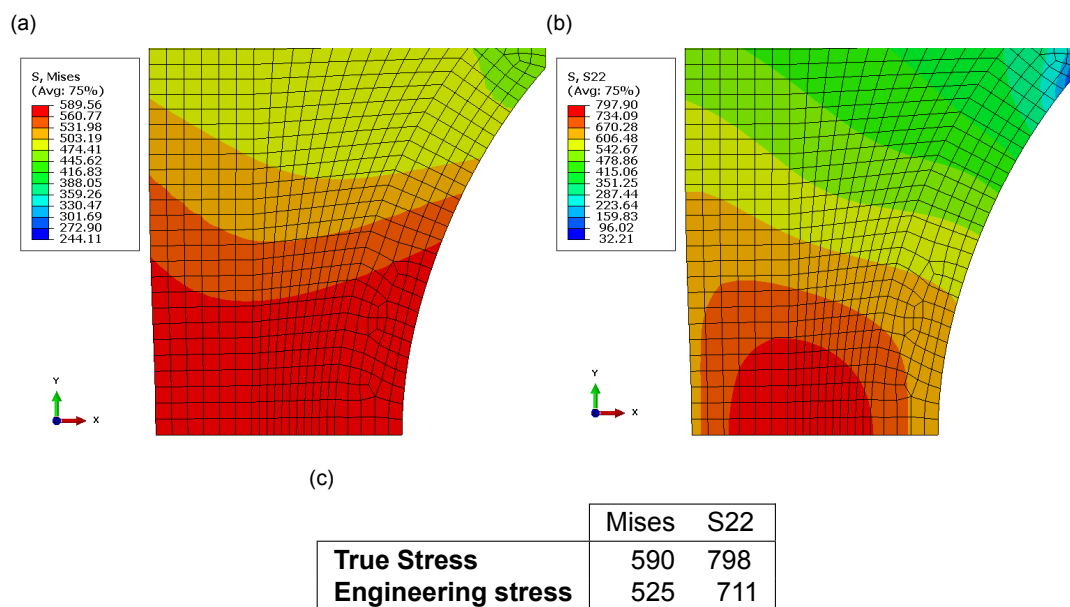 (a)
S, Mises
(Avg: 75%)
589.56
560.77
531.98
503.19
474.41
445.62
416.83
388.05
359.26
330.47
301.69
272.90
244.11
Y
X
(b)
S, S22
(Avg: 75%)
797.90
734.09
670.28
606.48
542.67
478.86
415.06
351.25
287.44
223.64
159.83
96.02
32.21
Y
X
(c)
Mises S22
True Stress 590 798
Engineering stress 525 711